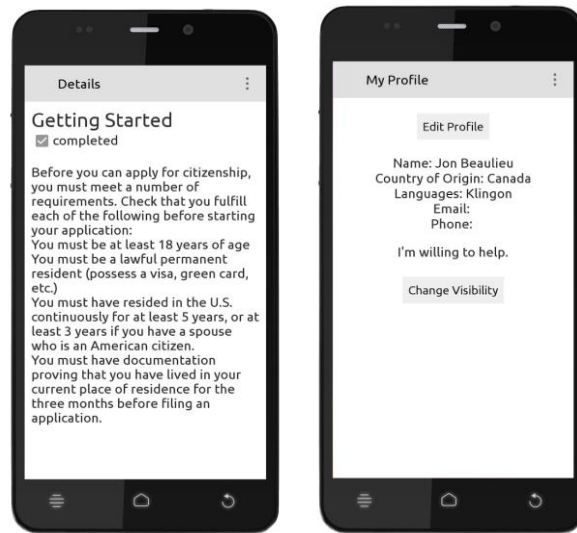 Details
Getting Started
completed
Before you can apply for citizenship,
you must meet a number of
requirements. Check that you fulfill
each of the following before starting
your application:
You must be at least 18 years of age
You must be a lawful permanent
resident (possess a visa, green card,
etc.)
You must have resided in the U.S.
continuously for at least 5 years, or at
least 3 years if you have a spouse
who is an American citizen.
You must have documentation
proving that you have lived in your
current place of residence for the
three months before filing an
application.
My Profile
Edit Profile
Name: Jon Beaulieu
Country of Origin: Canada
Languages: Klingon
Email:
Phone:
I'm willing to help.
Change Visibility